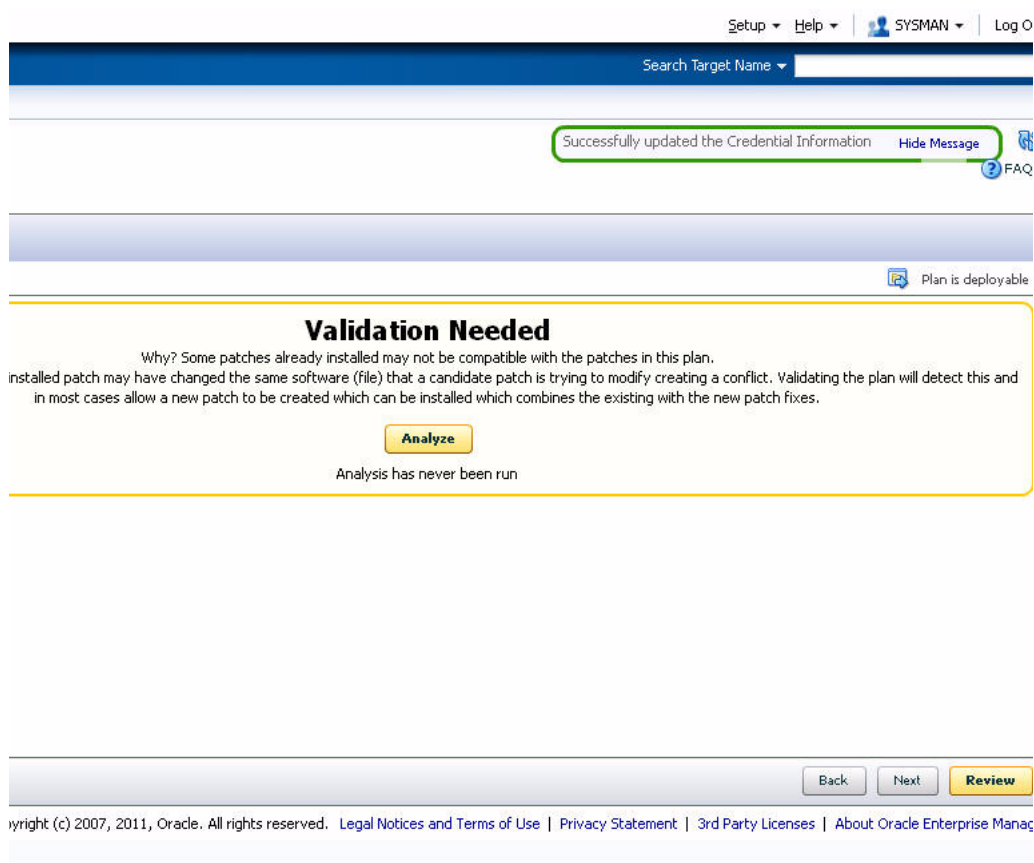 Setup Help SYSMAN Log O
Search Target Name
Successfully updated the Credential Information Hide Message
FAQ
Plan is deployable
Validation Needed
Why? Some patches already installed may not be compatible with the patches in this plan.
installed patch may have changed the same software (file) that a candidate patch is trying to modify creating a conflict. Validating the plan will detect this and
in most cases allow a new patch to be created which can be installed which combines the existing with the new patch fixes.
Analyze
Analysis has never been run
Back Next Review
yright (c) 2007, 2011, Oracle. All rights reserved. Legal Notices and Terms of Use | Privacy Statement | 3rd Party Licenses | About Oracle Enterprise Manag